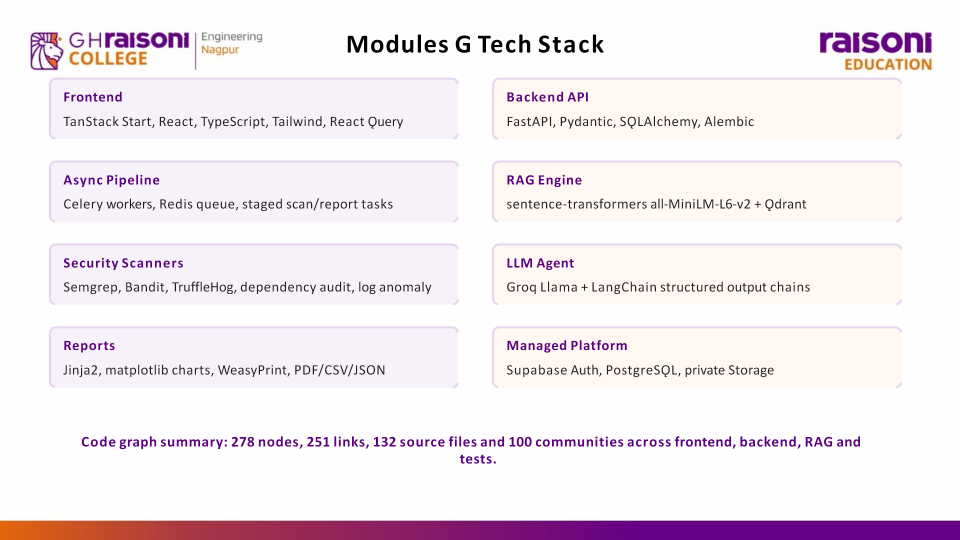 GHraisoni
COLLEGE
Engineering
Nagpur
Modules G Tech Stack
raisoni
EDUCATION
Frontend
TanStack Start, React, TypeScript, Tailwind, React Query
Backend API
FastAPI, Pydantic, SQLAlchemy, Alembic
Async Pipeline
Celery workers, Redis queue, staged scan/report tasks
RAG Engine
sentence-transformers all-MiniLM-L6-v2 + Qdrant
Security Scanners
Semgrep, Bandit, TruffleHog, dependency audit, log anomaly
LLM Agent
Groq Llama + LangChain structured output chains
Reports
Jinja2, matplotlib charts, WeasyPrint, PDF/CSV/JSON
Managed Platform
Supabase Auth, PostgreSQL, private Storage
Code graph summary: 278 nodes, 251 links, 132 source files and 100 communities across frontend, backend, RAG and
tests.